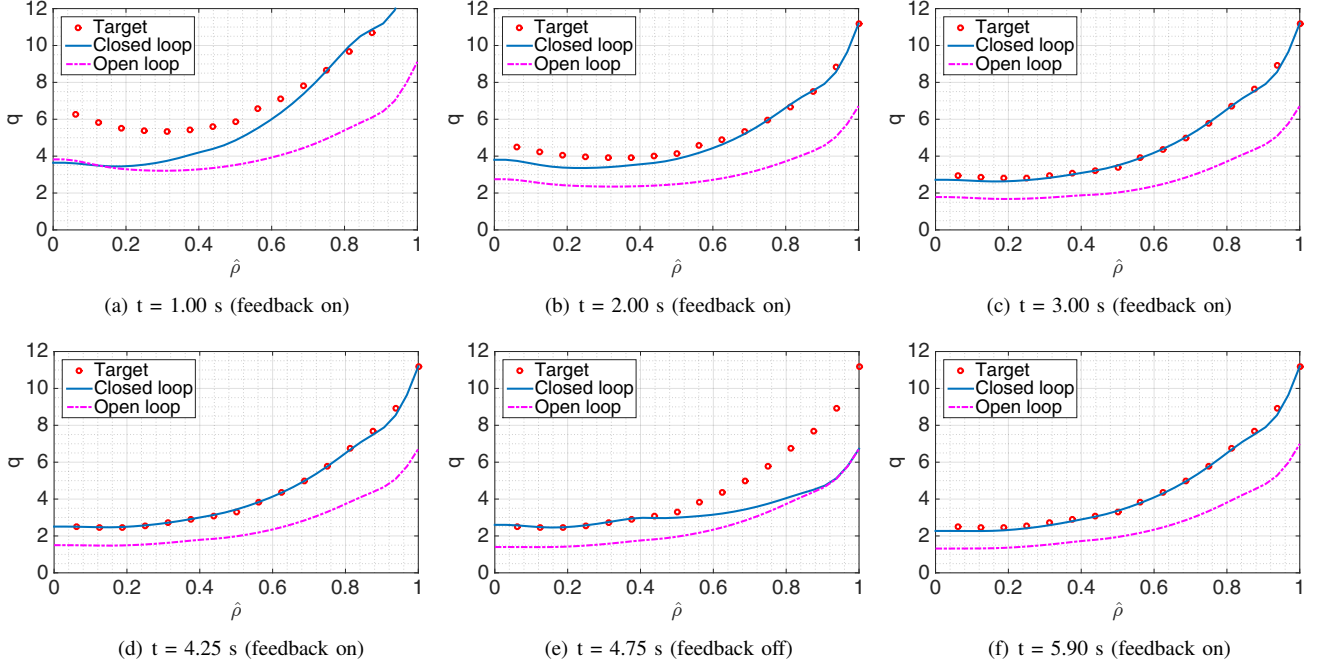 12
10
8
6
4
2
0
q
Target
Closed loop
Open loop
0 0.2 0.4 0.6 0.8 1
ρ̂
(a) t = 1.00 s (feedback on)
12
10
8
6
4
2
0
q
Target
Closed loop
Open loop
0 0.2 0.4 0.6 0.8 1
ρ̂
(b) t = 2.00 s (feedback on)
12
10
8
6
4
2
0
q
Target
Closed loop
Open loop
0 0.2 0.4 0.6 0.8 1
ρ̂
(c) t = 3.00 s (feedback on)
12
10
8
6
4
2
0
q
Target
Closed loop
Open loop
0 0.2 0.4 0.6 0.8 1
ρ̂
(d) t = 4.25 s (feedback on)
12
10
8
6
4
2
0
q
Target
Closed loop
Open loop
0 0.2 0.4 0.6 0.8 1
ρ̂
(e) t = 4.75 s (feedback off)
12
10
8
6
4
2
0
q
Target
Closed loop
Open loop
0 0.2 0.4 0.6 0.8 1
ρ̂
(f) t = 5.90 s (feedback on)